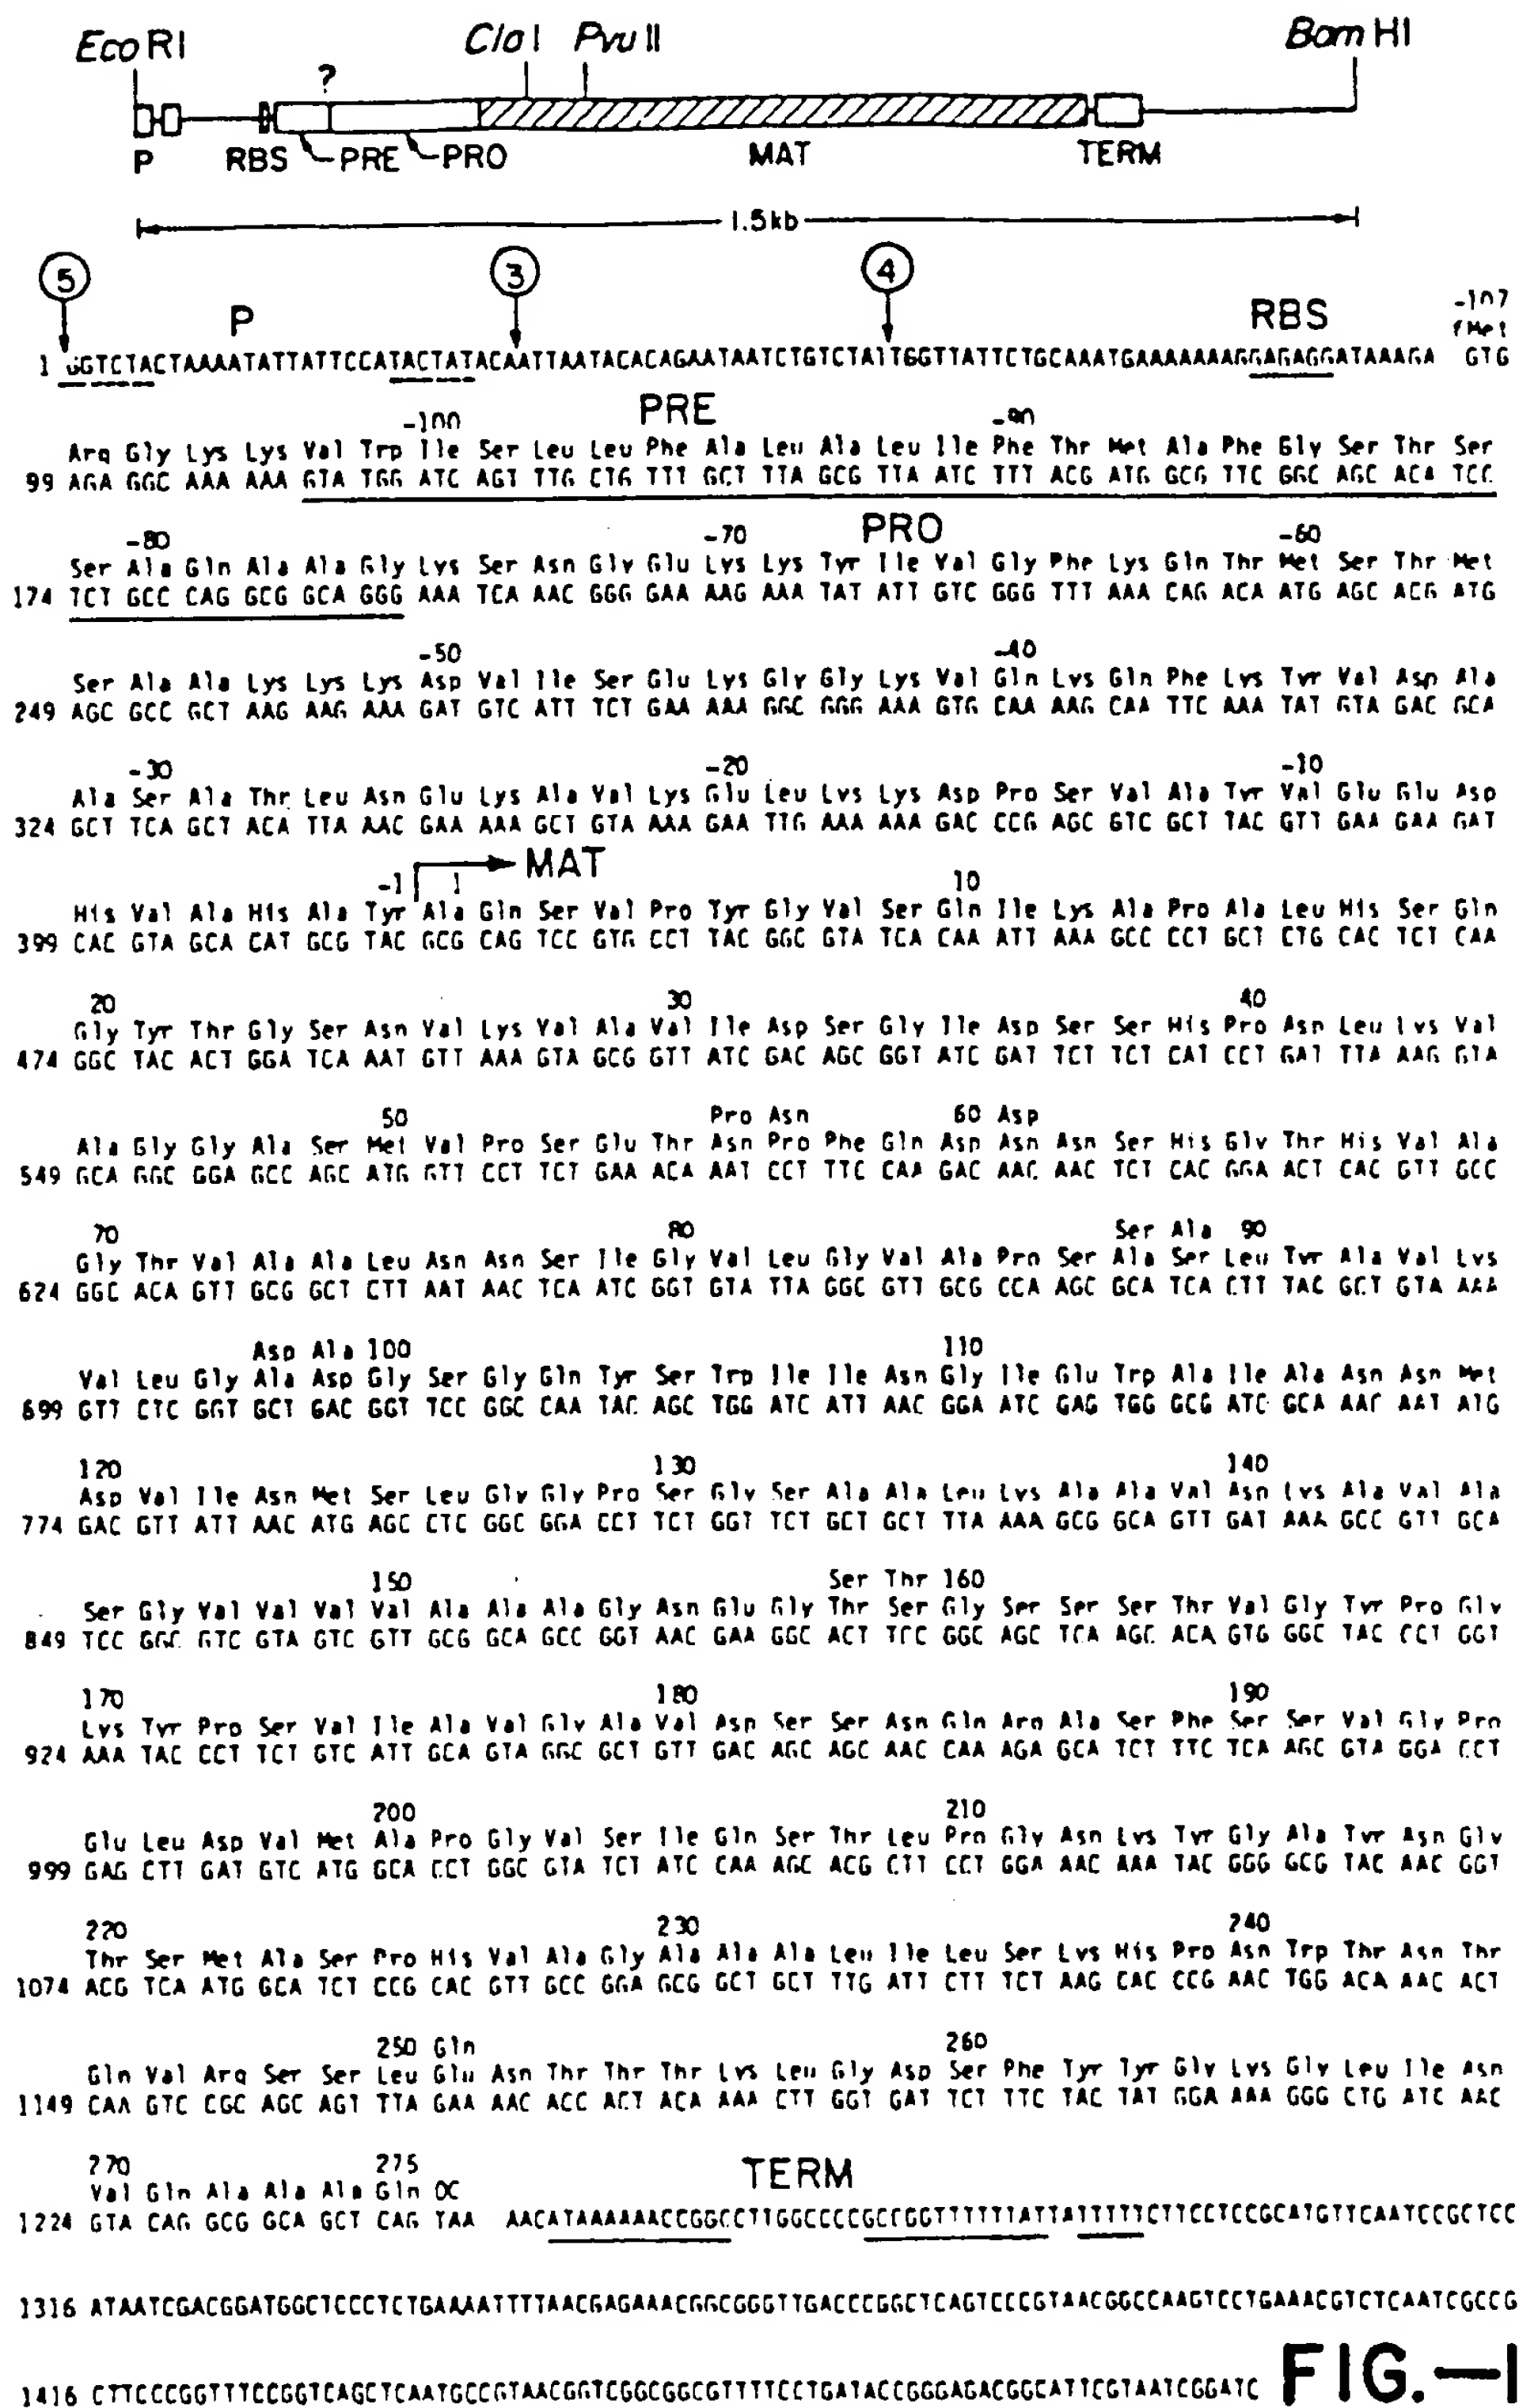 Eco RI
Cla I
Pvu II
Bam HI
?
P
RBS
PRE
PRO
MAT
TERM
1.5kb
5
3
4
P
RBS
-107
fMet
1 GGTCTACTAAAATATTATTCCATACTATACAATTAATACACAGAATAATCTGTCTATTGGTTATTCTGCAAATGAAAAAAAGGAGAGGATAAAGA GTG
PRE
-100
-90
Arg Gly Lys Lys Val Trp Ile Ser Leu Leu Phe Ala Leu Ala Leu Ile Phe Thr Met Ala Phe Gly Ser Thr Ser
99 AGA GGC AAA AAA GTA TGG ATC AGT TTG CTG TTT GCT TTA GCG TTA ATC TTT ACG ATG GCG TTC GGC AGC ACA TCC
PRO
-80
-70
-60
Ser Ala Gln Ala Ala Gly Lys Ser Asn Gly Glu Lys Lys Tyr Ile Val Gly Phe Lys Gln Thr Met Ser Thr Met
174 TCT GCC CAG GCG GCA GGG AAA TCA AAC GGG GAA AAG AAA TAT ATT GTC GGG TTT AAA CAG ACA ATG AGC ACG ATG
-50
-40
Ser Ala Ala Lys Lys Lys Asp Val Ile Ser Glu Lys Gly Gly Lys Val Gln Lys Gln Phe Lys Tyr Val Asp Ala
249 AGC GCC GCT AAG AAG AAA GAT GTC ATT TCT GAA AAA GGC GGG AAA GTG CAA AAG CAA TTC AAA TAT GTA GAC GCA
-30
-20
-10
Ala Ser Ala Thr Leu Asn Glu Lys Ala Val Lys Glu Leu Lys Lys Asp Pro Ser Val Ala Tyr Val Glu Glu Asp
324 GCT TCA GCT ACA TTA AAC GAA AAA GCT GTA AAA GAA TTG AAA AAA GAC CCG AGC GTC GCT TAC GTT GAA GAA GAT
MAT
-1
1
10
His Val Ala His Ala Tyr Ala Gln Ser Val Pro Tyr Gly Val Ser Gln Ile Lys Ala Pro Ala Leu His Ser Gln
399 CAC GTA GCA CAT GCG TAC GCG CAG TCC GTG CCT TAC GGC GTA TCA CAA ATT AAA GCC CCT GCT CTG CAC TCT CAA
20
30
40
Gly Tyr Thr Gly Ser Asn Val Lys Val Ala Val Ile Asp Ser Gly Ile Asp Ser Ser His Pro Asn Leu Lys Val
474 GGC TAC ACT GGA TCA AAT GTT AAA GTA GCG GTT ATC GAC AGC GGT ATC GAT TCT TCT CAT CCT GAT TTA AAG GTA
50
Pro Asn
60 Asp
Ala Gly Gly Ala Ser Met Val Pro Ser Glu Thr Asn Pro Phe Gln Asp Asn Asn Ser His Gly Thr His Val Ala
549 GCA GGC GGA GCC AGC ATG GTT CCT TCT GAA ACA AAT CCT TTC CAA GAC AAC AAC TCT CAC GGA ACT CAC GTT GCC
70
80
Ser Ala 90
Gly Thr Val Ala Ala Leu Asn Asn Ser Ile Gly Val Leu Gly Val Ala Pro Ser Ala Ser Leu Tyr Ala Val Lys
624 GGC ACA GTT GCG GCT CTT AAT AAC TCA ATC GGT GTA TTA GGC GTT GCG CCA AGC GCA TCA CTT TAC GCT GTA AAA
Asp Ala 100
110
Val Leu Gly Ala Asp Gly Ser Gly Gln Tyr Ser Trp Ile Ile Asn Gly Ile Glu Trp Ala Ile Ala Asn Asn Met
699 GTT CTC GGT GCT GAC GGT TCC GGC CAA TAC AGC TGG ATC ATT AAC GGA ATC GAG TGG GCG ATC GCA AAC AAT ATG
120
130
140
Asp Val Ile Asn Met Ser Leu Gly Gly Pro Ser Gly Ser Ala Ala Leu Lys Ala Ala Val Asn Lys Ala Val Ala
774 GAC GTT ATT AAC ATG AGC CTC GGC GGA CCT TCT GGT TCT GCT GCT TTA AAA GCG GCA GTT GAT AAA GCC GTT GCA
150
Ser Thr 160
Ser Gly Val Val Val Val Ala Ala Ala Gly Asn Glu Gly Thr Ser Gly Ser Ser Ser Thr Val Gly Tyr Pro Gly
849 TCC GGC GTC GTA GTC GTT GCG GCA GCC GGT AAC GAA GGC ACT TCC GGC AGC TCA AGC ACA GTG GGC TAC CCT GGT
170
180
190
Lys Tyr Pro Ser Val Ile Ala Val Gly Ala Val Asp Ser Ser Asn Gln Arg Ala Ser Phe Ser Ser Val Gly Pro
924 AAA TAC CCT TCT GTC ATT GCA GTA GGC GCT GTT GAC AGC AGC AAC CAA AGA GCA TCT TTC TCA AGC GTA GGA CCT
200
210
Glu Leu Asp Val Met Ala Pro Gly Val Ser Ile Gln Ser Thr Leu Pro Gly Asn Lys Tyr Gly Ala Tyr Asn Gly
999 GAG CTT GAT GTC ATG GCA CCT GGC GTA TCT ATC CAA AGC ACG CTT CCT GGA AAC AAA TAC GGG GCG TAC AAC GGT
220
230
240
Thr Ser Met Ala Ser Pro His Val Ala Gly Ala Ala Ala Leu Ile Leu Ser Lys His Pro Asn Trp Thr Asn Thr
1074 ACG TCA ATG GCA TCT CCG CAC GTT GCC GGA GCG GCT GCT TTG ATT CTT TCT AAG CAC CCG AAC TGG ACA AAC ACT
250 Gln
260
Gln Val Arg Ser Ser Leu Glu Asn Thr Thr Thr Lys Leu Gly Asp Ser Phe Tyr Tyr Gly Lys Gly Leu Ile Asn
1149 CAA GTC CGC AGC AGT TTA GAA AAC ACC ACT ACA AAA CTT GGT GAT TCT TTC TAC TAT GGA AAA GGG CTG ATC AAC
270
275
TERM
Val Gln Ala Ala Ala Gln OC
1224 GTA CAG GCG GCA GCT CAG TAA AACATAAAAAACCGGCCTTGGCCCCGCCGGTTTTTTATTATTTTTCTTCCTCCGCATGTTCAATCCGCTCC
1316 ATAATCGACGGATGGCTCCCTCTGAAAATTTTAACGAGAAACGGCGGGTTGACCCGGCTCAGTCCCGTAACGGCCAAGTCCTGAAACGTCTCAATCGCCG
1416 CTTCCCGGTTTCCGGTCAGCTCAATGCCGTAACGGTCGGCGGCGTTTTCCTGATACCGGGAGACGGCATTCGTAATCGGATC
FIG.—1